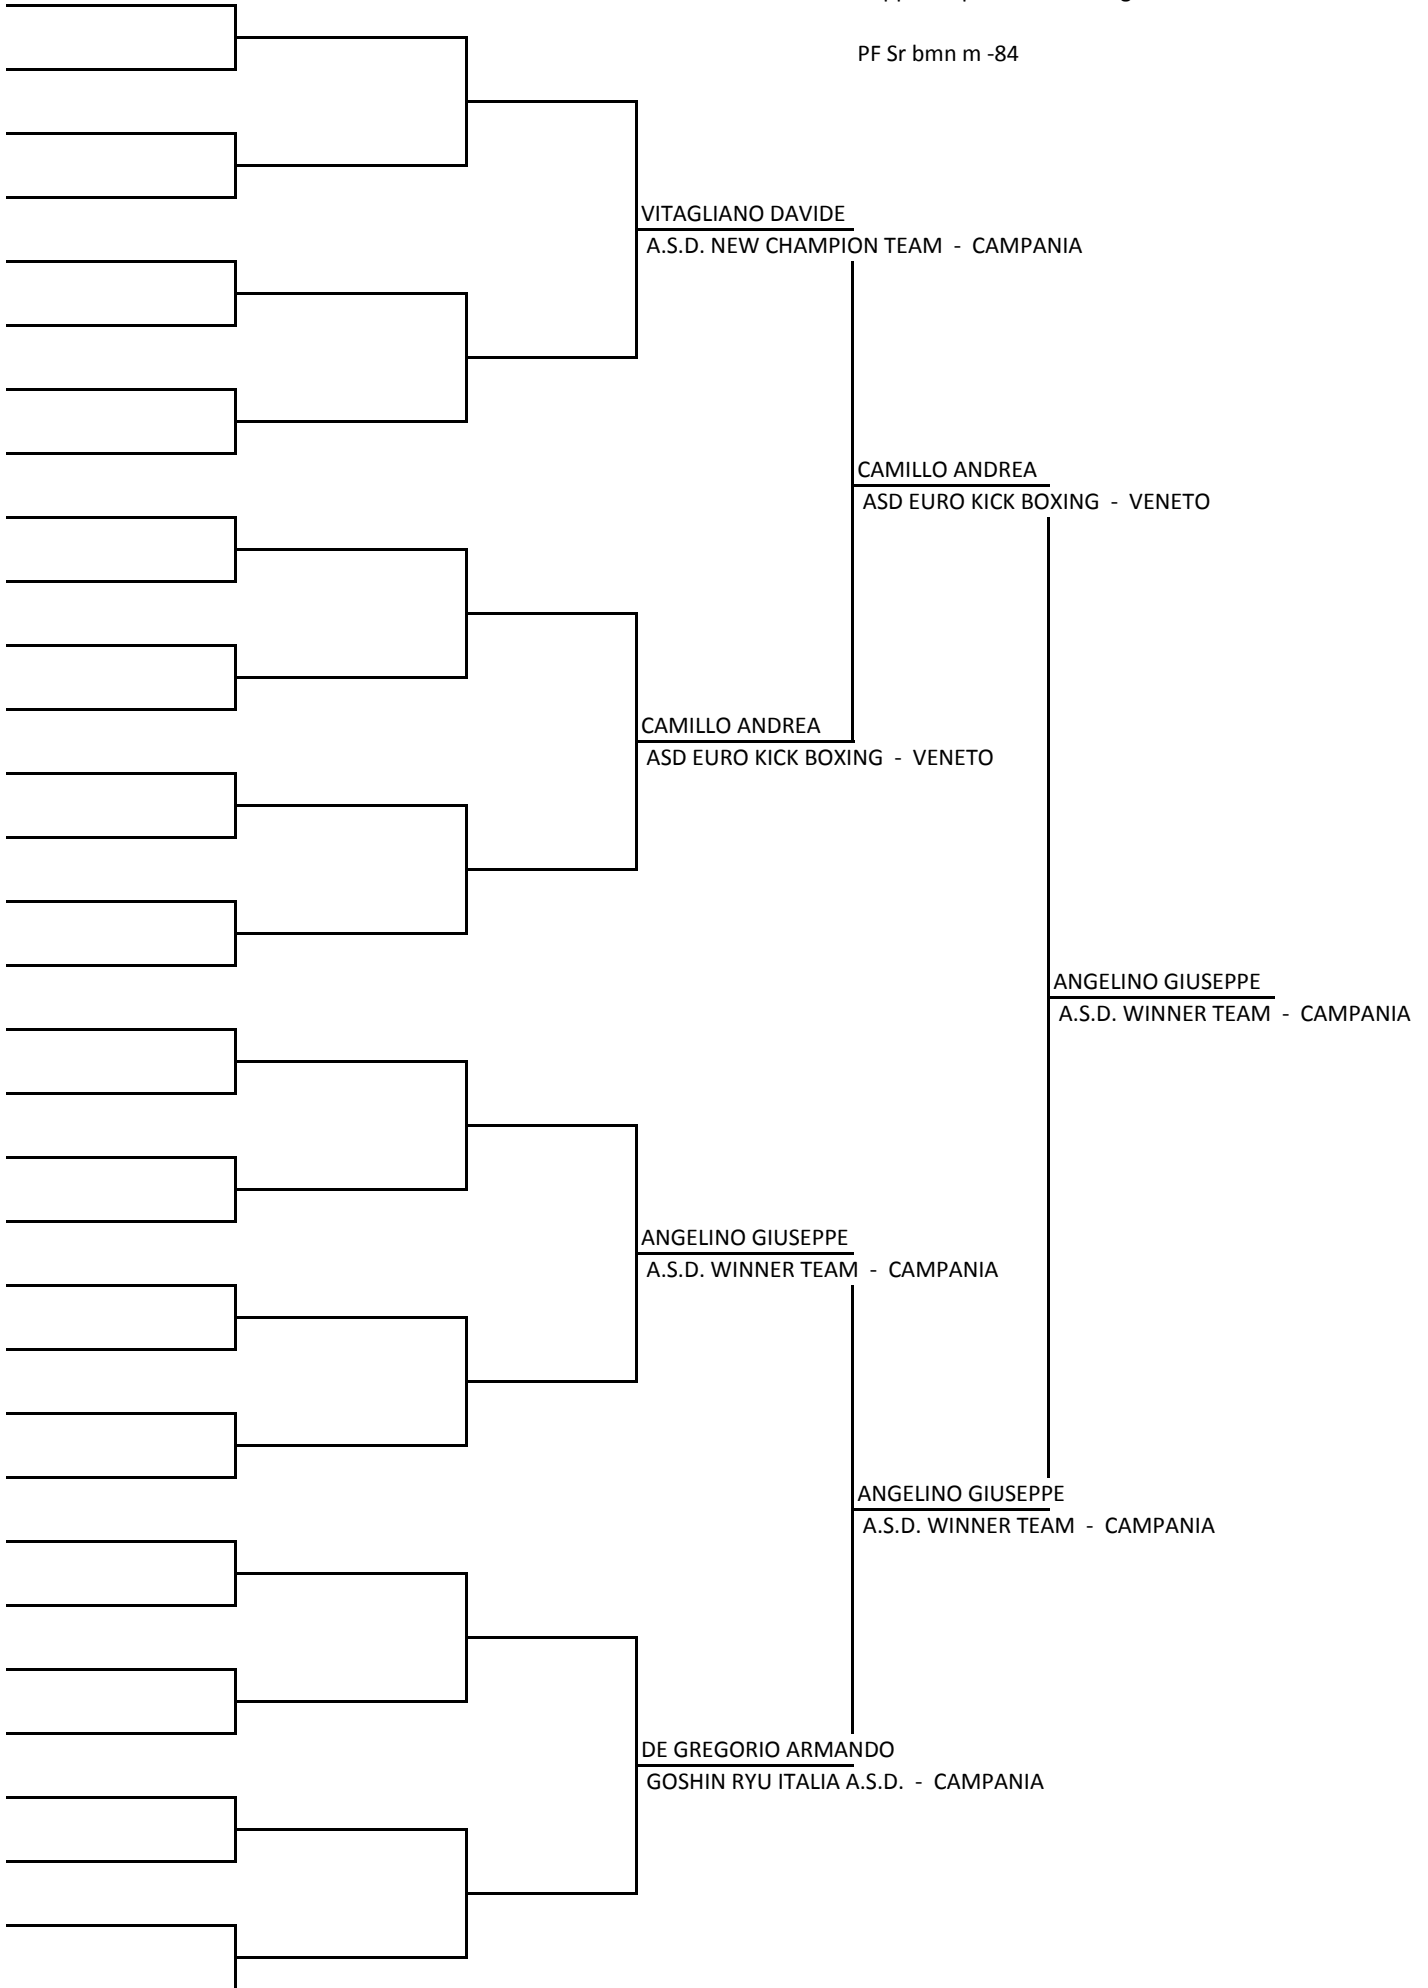 PF Sr bmn m -84
VITAGLIANO DAVIDE
A.S.D. NEW CHAMPION TEAM - CAMPANIA
CAMILLO ANDREA
ASD EURO KICK BOXING - VENETO
CAMILLO ANDREA
ASD EURO KICK BOXING - VENETO
ANGELINO GIUSEPPE
A.S.D. WINNER TEAM - CAMPANIA
ANGELINO GIUSEPPE
A.S.D. WINNER TEAM - CAMPANIA
ANGELINO GIUSEPPE
A.S.D. WINNER TEAM - CAMPANIA
DE GREGORIO ARMANDO
GOSHIN RYU ITALIA A.S.D. - CAMPANIA